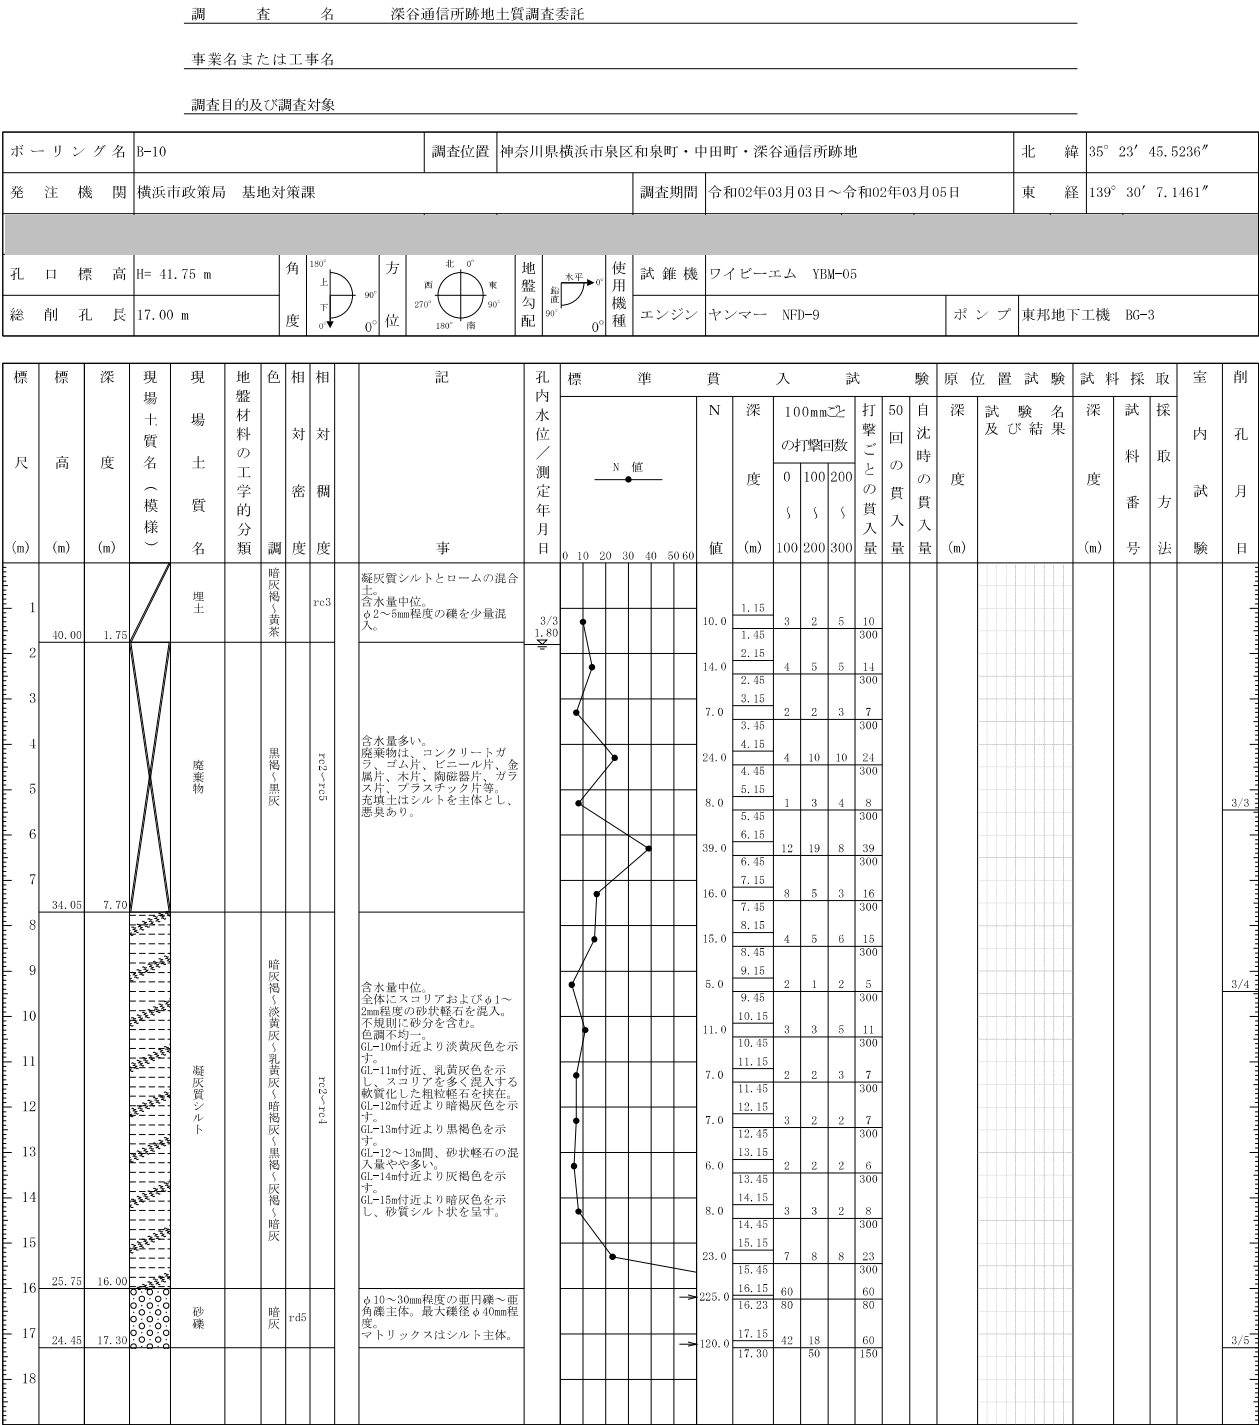 調査名 深谷通信所跡地土質調査委託
事業名または工事名
調査目的及び調査対象
ボーリング名 B-10 調査位置 神奈川県横浜市泉区和泉町・中田町・深谷通信所跡地 北緯 35° 23′ 45.5236″
発注機関 横浜市政策局 基地対策課 調査期間 令和02年03月03日～令和02年03月05日 東経 139° 30′ 7.1461″
孔口標高 H= 41.75 m 角度 180° 上 下 0° 90° 0° 方位 北 0° 西 270° 東 90° 180° 南 地盤勾配 水平 0° 鉛直 90° 0° 使用機種 試錐機 ワイビーエム YBM-05
総削孔長 17.00 m エンジン ヤンマー NFD-9 ポンプ 東邦地下工機 BG-3
標尺(m) 標高(m) 深度(m) 現場土質名（模様） 現場土質名 地盤材料の工学的分類 色調 相対密度 相対稠度 記事 孔内水位／測定年月日 標準貫入試験 原位置試験 試料採取 室内試験 削孔月日
N 値
0 10 20 30 40 50 60
N値 深度(m) 100mmごとの打撃回数 0～100 100～200 200～300 打撃ごとの貫入量 50回の貫入量 自沈時の貫入量
深度(m) 試験名及び結果 深度(m) 試料番号 採取方法
40.00 1.75 埋土 暗灰褐～黄茶 rc3
凝灰質シルトとロームの混合
土。
含水量中位。
φ2～5mm程度の礫を少量混
入。
3/3
1.80
34.05 7.70 廃棄物 黒褐～黒灰 rc2～rc5
含水量多い。
廃棄物は、コンクリートガ
ラ、ゴム片、ビニール片、金
属片、木片、陶磁器片、ガラ
ス片、プラスチック片等。
充填土はシルトを主体とし、
悪臭あり。
25.75 16.00 凝灰質シルト 暗灰褐～淡黄灰～乳黄灰～暗褐灰～黒褐～灰褐～暗灰 rc2～rc4
含水量中位。
全体にスコリアおよびφ1～
2mm程度の砂状軽石を混入。
不規則に砂分を含む。
色調不均一。
GL-10m付近より淡黄灰色を示
す。
GL-11m付近、乳黄灰色を示
し、スコリアを多く混入する
軟質化した粗粒軽石を挟在。
GL-12m付近より暗褐灰色を示
す。
GL-13m付近より黒褐色を示
す。
GL-12～13m間、砂状軽石の混
入量やや多い。
GL-14m付近より灰褐色を示
す。
GL-15m付近より暗灰色を示
し、砂質シルト状を呈す。
24.45 17.30 砂礫 暗灰 rd5
φ10～30mm程度の亜円礫～亜
角礫主体。最大礫径φ40mm程
度。
マトリックスはシルト主体。
1 10.0 1.15 1.45 3 2 5 10 300
2 14.0 2.15 2.45 4 5 5 14 300
3 7.0 3.15 3.45 2 2 3 7 300
4 24.0 4.15 4.45 4 10 10 24 300
5 8.0 5.15 5.45 1 3 4 8 300 3/3
6 39.0 6.15 6.45 12 19 8 39 300
7 16.0 7.15 7.45 8 5 3 16 300
8 15.0 8.15 8.45 4 5 6 15 300
9 5.0 9.15 9.45 2 1 2 5 300 3/4
10 11.0 10.15 10.45 3 3 5 11 300
11 7.0 11.15 11.45 2 2 3 7 300
12 7.0 12.15 12.45 3 2 2 7 300
13 6.0 13.15 13.45 2 2 2 6 300
14 8.0 14.15 14.45 3 3 2 8 300
15 23.0 15.15 15.45 7 8 8 23 300
16 225.0 16.15 16.23 60 80 60 80
17 120.0 17.15 17.30 42 18 50 60 150 3/5
18